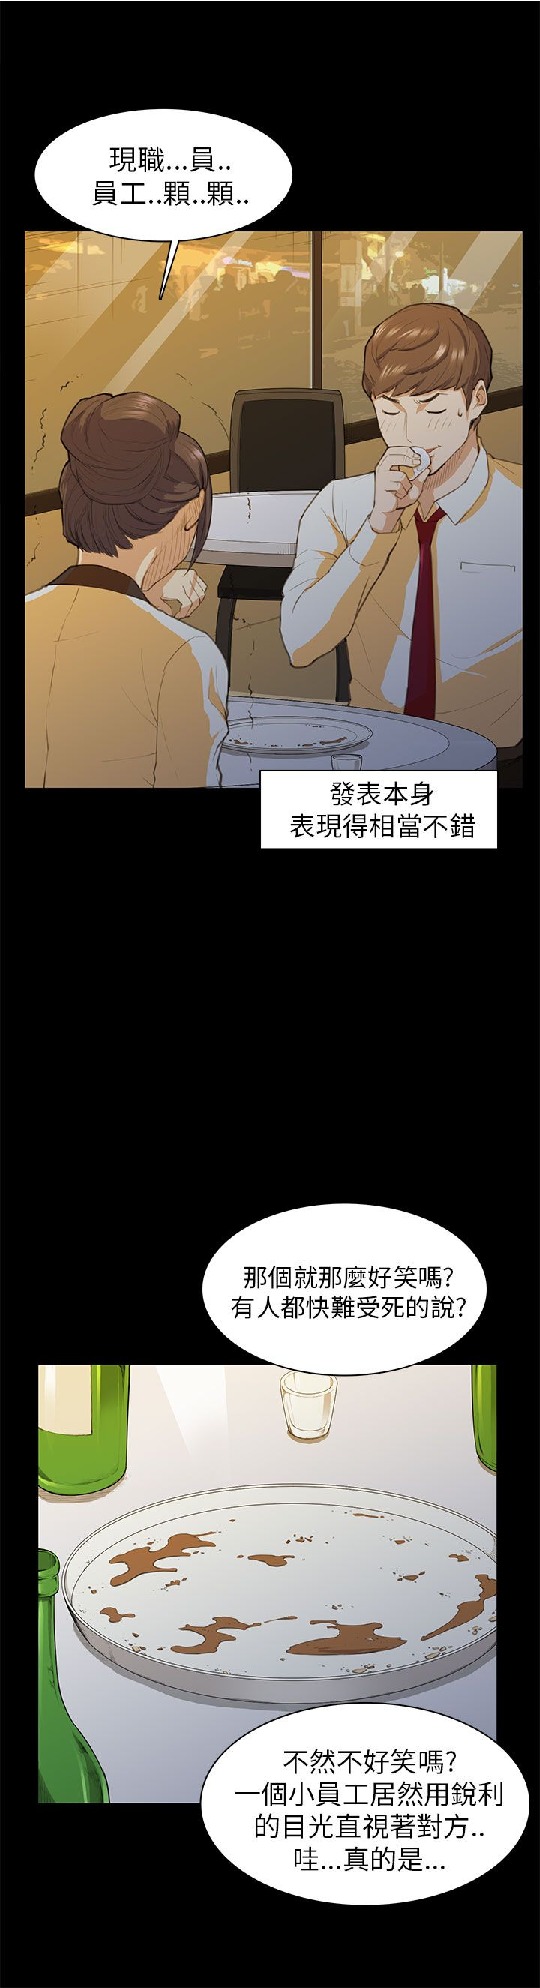 現職...員..
員工..顆..顆..
發表本身
表現得相當不錯
那個就那麼好笑嗎?
有人都快難受死的說?
不然不好笑嗎?
一個小員工居然用銳利
的目光直視著對方..
哇...真的是...